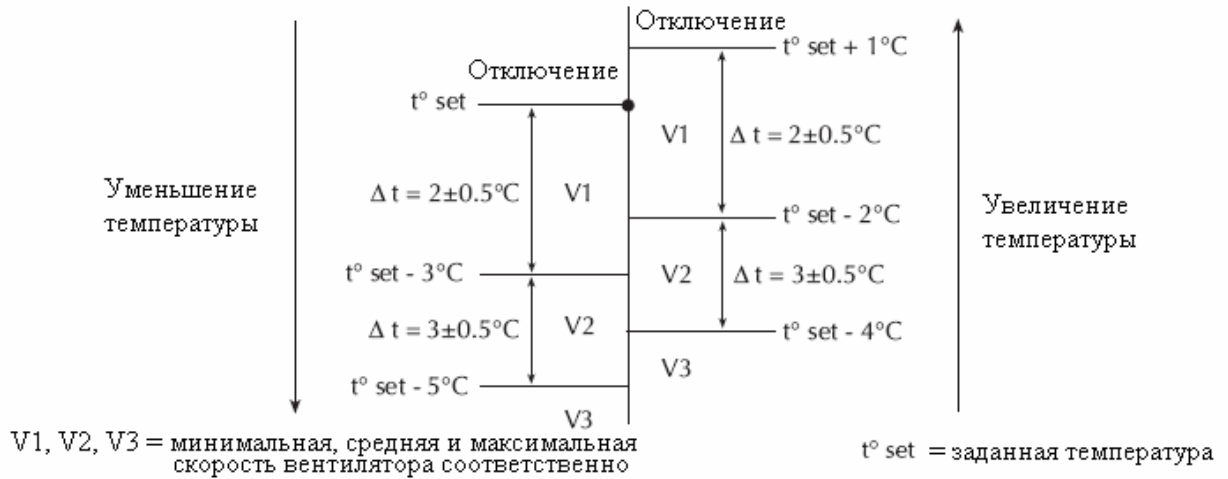 Отключение
t° set + 1°C
Отключение
t° set
V1
Δ t = 2±0.5°C
Уменьшение
температуры
Δ t = 2±0.5°C
V1
t° set - 2°C
Увеличение
температуры
t° set - 3°C
V2
Δ t = 3±0.5°C
Δ t = 3±0.5°C
V2
t° set - 4°C
V3
t° set - 5°C
V3
V1, V2, V3 = минимальная, средняя и максимальная
скорость вентилятора соответственно
t° set = заданная температура